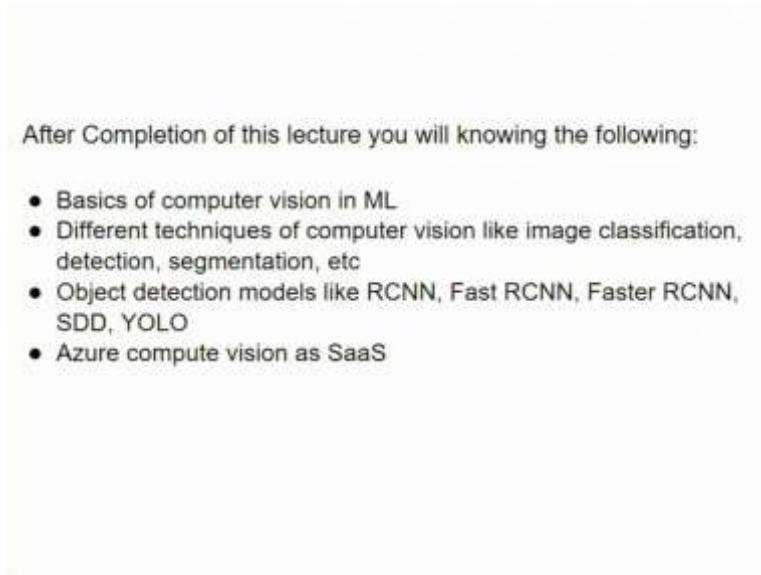 After Completion of this lecture you will knowing the following:
● Basics of computer vision in ML
● Different techniques of computer vision like image classification,
detection, segmentation, etc
● Object detection models like RCNN, Fast RCNN, Faster RCNN,
SDD, YOLO
● Azure compute vision as SaaS